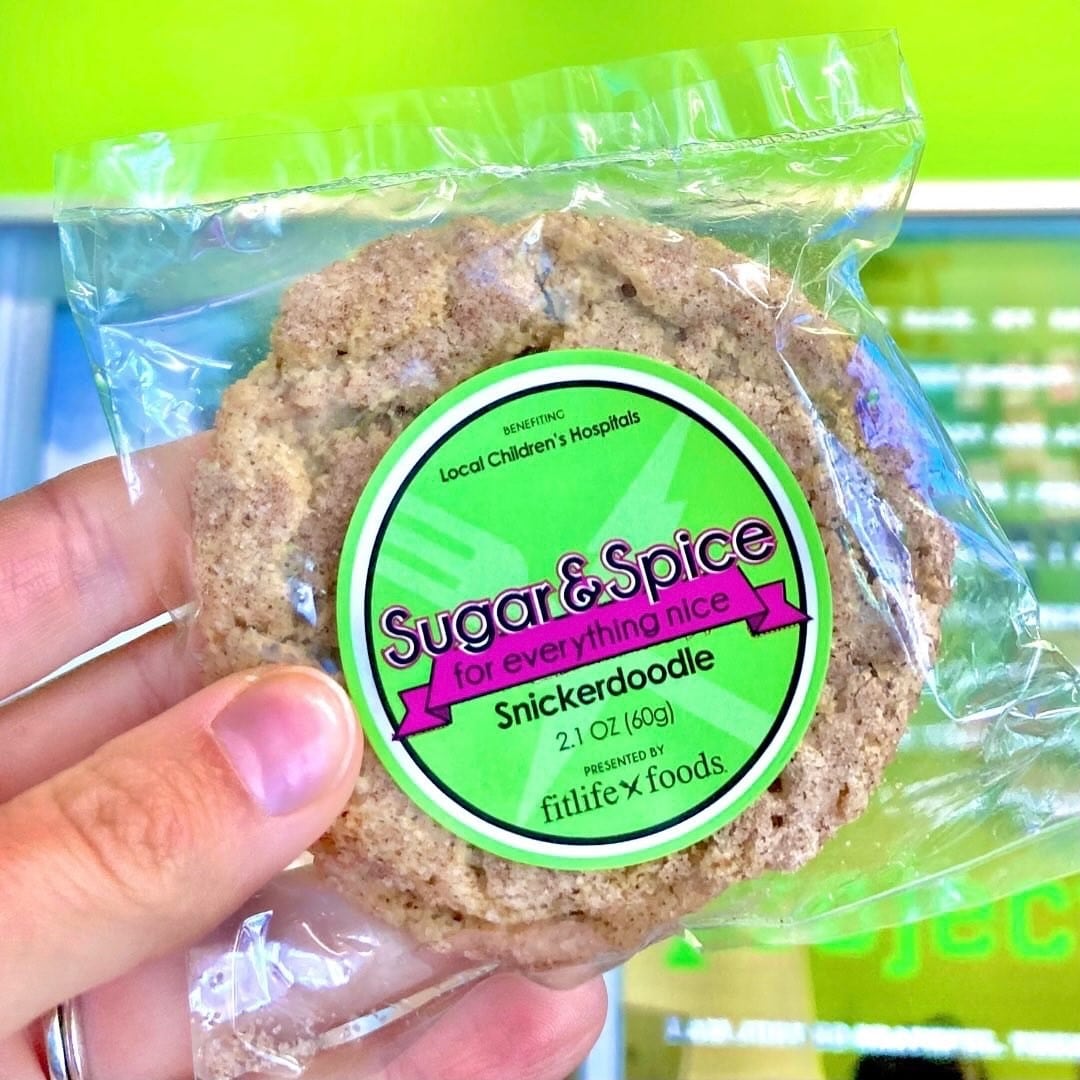 BENEFITING
Local Children's Hospitals
Sugar & Spice
for everything nice
Snickerdoodle
2.1 OZ (60g)
PRESENTED BY
fitlife foods.